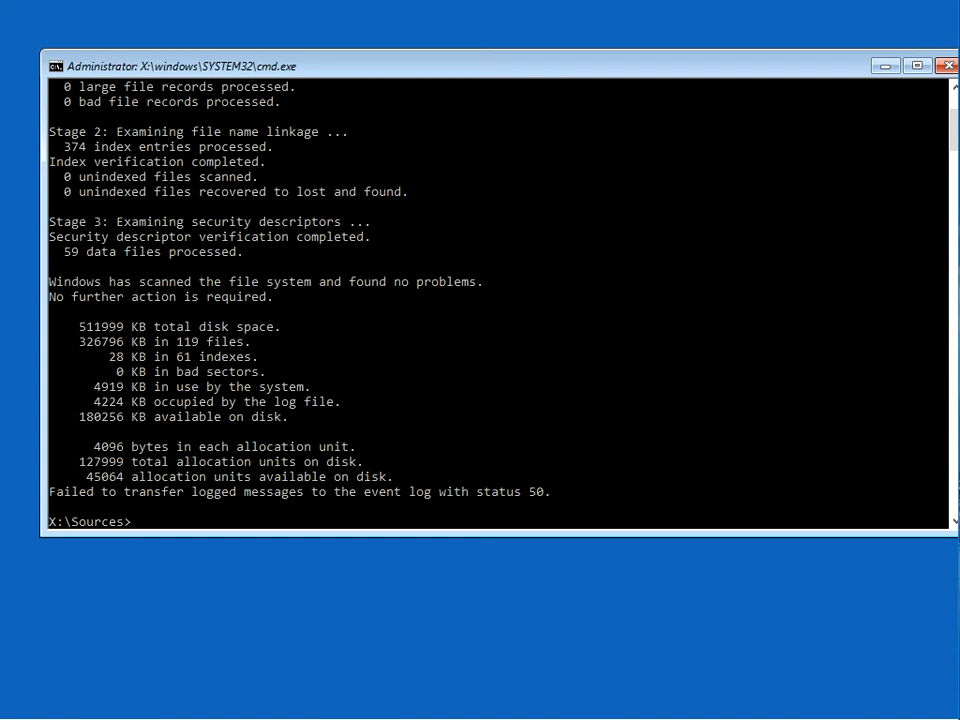 Administrator: X:\windows\SYSTEM32\cmd.exe
0 large file records processed.
0 bad file records processed.
Stage 2: Examining file name linkage ...
374 index entries processed.
Index verification completed.
0 unindexed files scanned.
0 unindexed files recovered to lost and found.
Stage 3: Examining security descriptors ...
Security descriptor verification completed.
59 data files processed.
Windows has scanned the file system and found no problems.
No further action is required.
511999 KB total disk space.
326796 KB in 119 files.
28 KB in 61 indexes.
0 KB in bad sectors.
4919 KB in use by the system.
4224 KB occupied by the log file.
180256 KB available on disk.
4096 bytes in each allocation unit.
127999 total allocation units on disk.
45064 allocation units available on disk.
Failed to transfer logged messages to the event log with status 50.
X:\Sources>